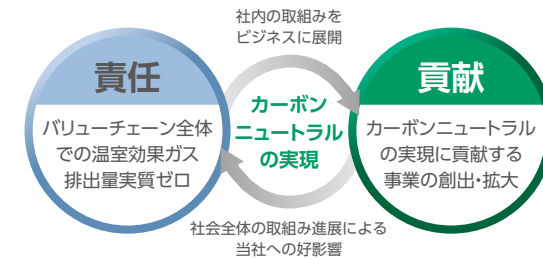 社内の取組みを
ビジネスに展開
責任
バリューチェーン全体
での温室効果ガス
排出量実質ゼロ
カーボン
ニュートラル
の実現
貢献
カーボンニュートラル
の実現に貢献する
事業の創出・拡大
社会全体の取組み進展による
当社への好影響